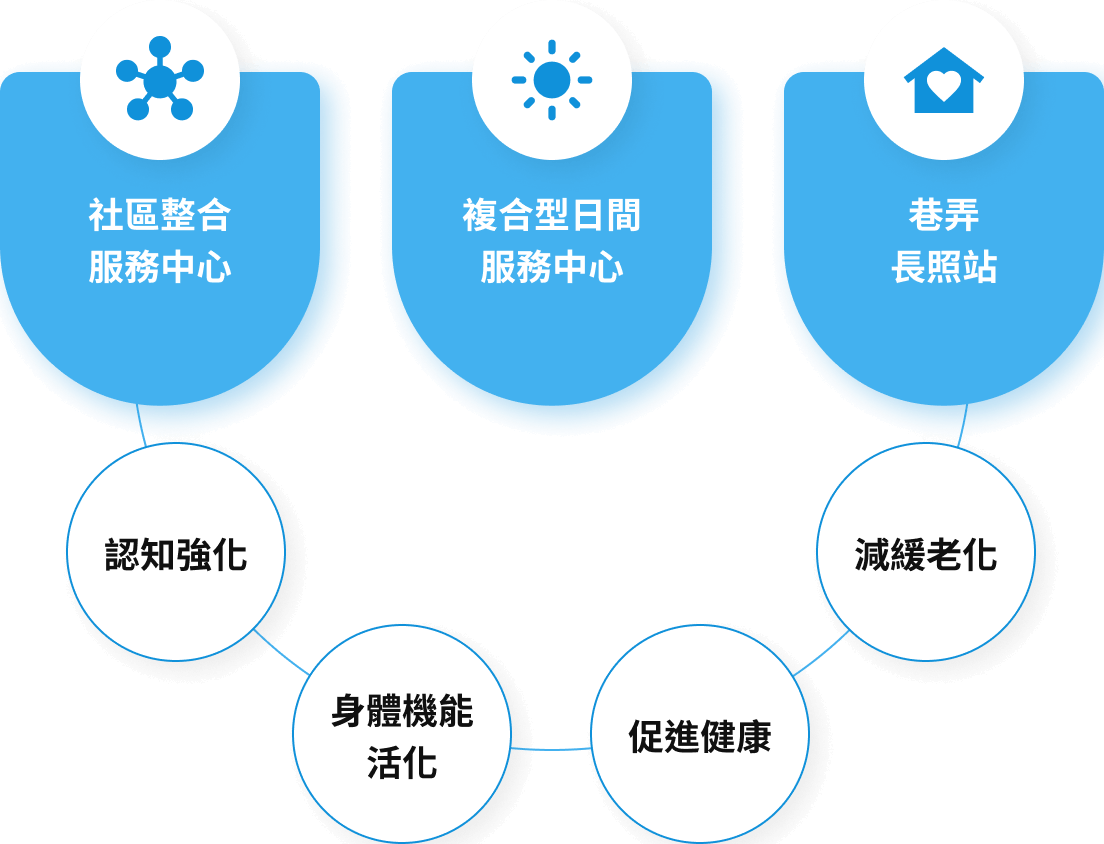 社區整合
服務中心
複合型日間
服務中心
巷弄
長照站
認知強化
身體機能
活化
促進健康
減緩老化